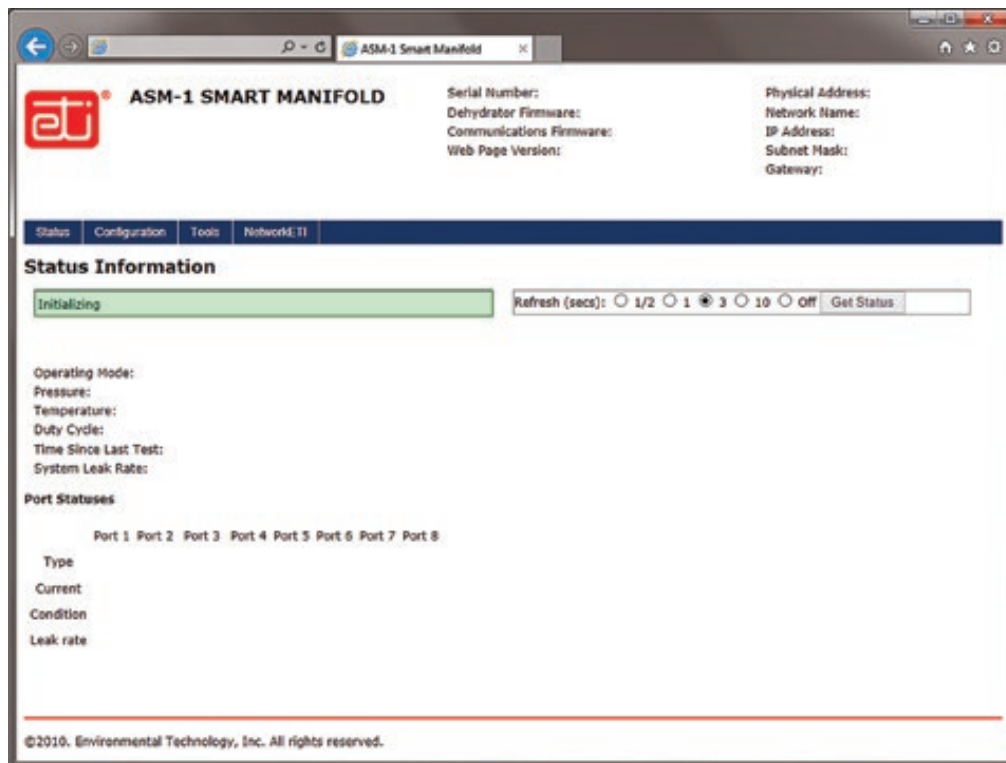 ASM-1 Smart Manifold
eti®
ASM-1 SMART MANIFOLD
Serial Number:
Dehydrator Firmware:
Communications Firmware:
Web Page Version:
Physical Address:
Network Name:
IP Address:
Subnet Mask:
Gateway:
Status Configuration Tools NetworkETI
Status Information
Initializing
Refresh (secs): 1/2 1 3 10 Off Get Status
Operating Mode:
Pressure:
Temperature:
Duty Cycle:
Time Since Last Test:
System Leak Rate:
Port Statuses
Port 1 Port 2 Port 3 Port 4 Port 5 Port 6 Port 7 Port 8
Type
Current
Condition
Leak rate
©2010. Environmental Technology, Inc. All rights reserved.